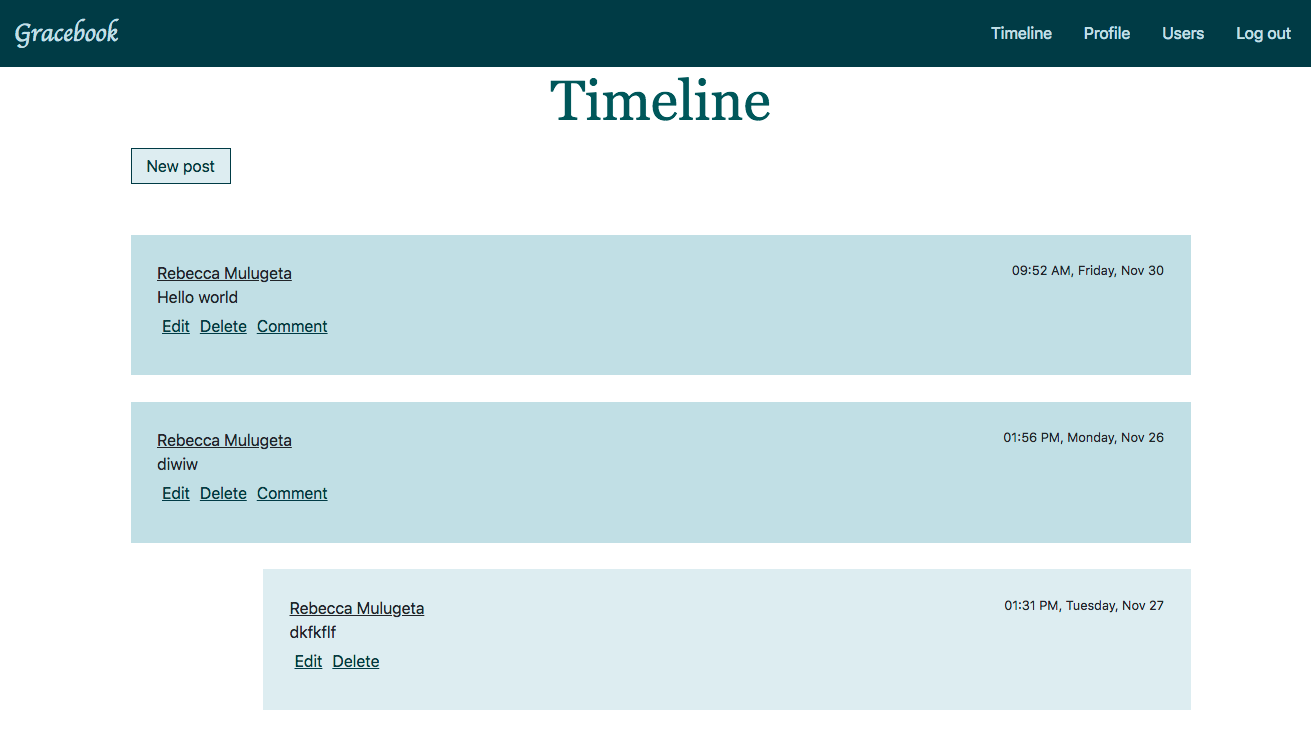 Gracebook Timeline Profile Users Log out
Timeline
New post
Rebecca Mulugeta 09:52 AM, Friday, Nov 30
Hello world
Edit Delete Comment
Rebecca Mulugeta 01:56 PM, Monday, Nov 26
diwiw
Edit Delete Comment
Rebecca Mulugeta 01:31 PM, Tuesday, Nov 27
dkfkflf
Edit Delete